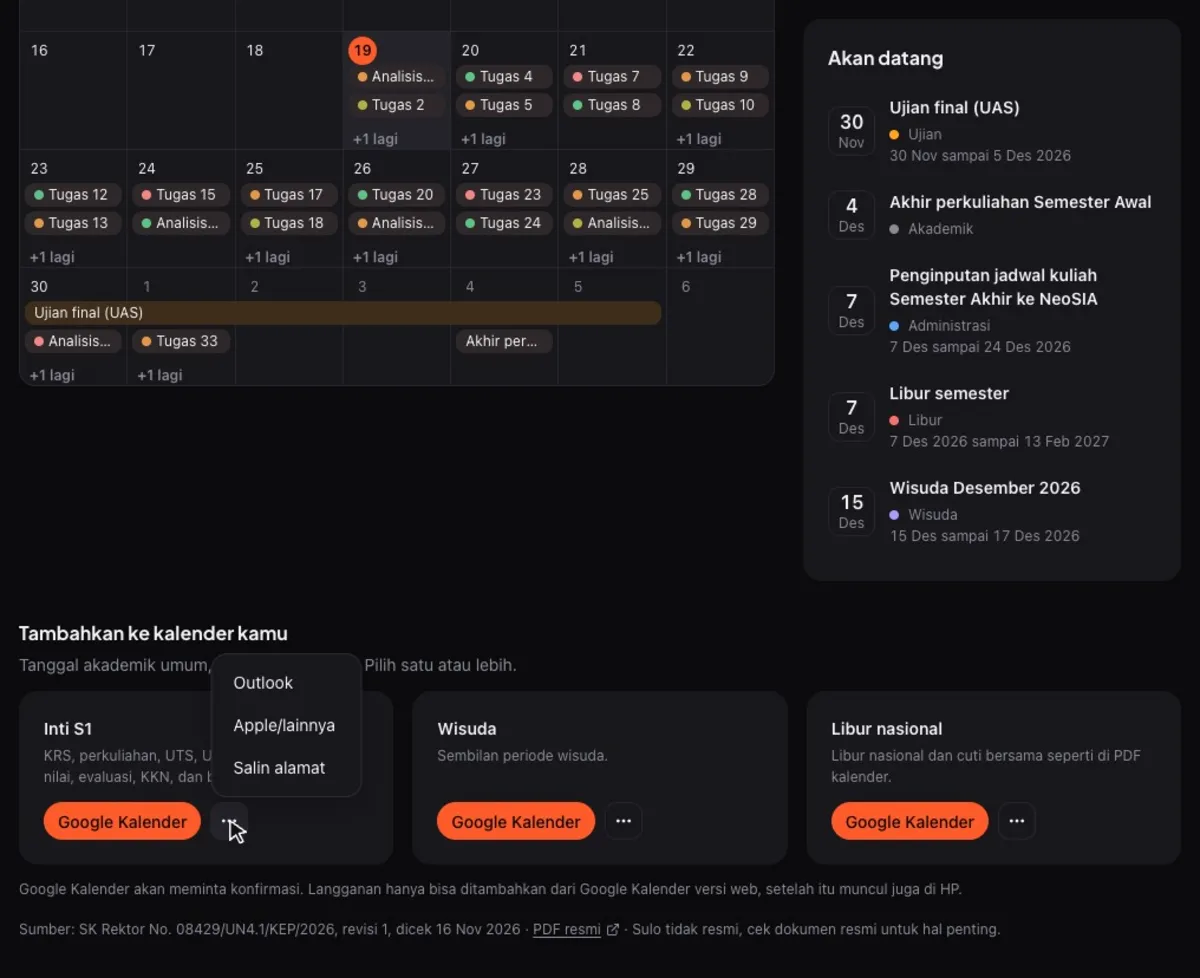 16
17
18
19
20
21
22
Analisis...
Tugas 4
Tugas 7
Tugas 9
Tugas 2
Tugas 5
Tugas 8
Tugas 10
+1 lagi
+1 lagi
+1 lagi
23
24
25
26
27
28
29
Tugas 12
Tugas 15
Tugas 17
Tugas 20
Tugas 23
Tugas 25
Tugas 28
Tugas 13
Analisis...
Tugas 18
Analisis...
Tugas 24
Analisis...
Tugas 29
+1 lagi
+1 lagi
+1 lagi
+1 lagi
+1 lagi
30
1
2
3
4
5
6
Ujian final (UAS)
Analisis...
Tugas 33
Akhir per...
+1 lagi
+1 lagi
Akan datang
30
Nov
Ujian final (UAS)
Ujian
30 Nov sampai 5 Des 2026
4
Des
Akhir perkuliahan Semester Awal
Akademik
7
Des
Penginputan jadwal kuliah
Semester Akhir ke NeoSIA
Administrasi
7 Des sampai 24 Des 2026
7
Des
Libur semester
Libur
7 Des 2026 sampai 13 Feb 2027
15
Des
Wisuda Desember 2026
Wisuda
15 Des sampai 17 Des 2026
Tambahkan ke kalender kamu
Tanggal akademik umum, Pilih satu atau lebih.
Outlook
Apple/lainnya
Salin alamat
Inti S1
KRS, perkuliahan, UTS, U
nilai, evaluasi, KKN, dan b
Google Kalender
Wisuda
Sembilan periode wisuda.
Google Kalender
Libur nasional
Libur nasional dan cuti bersama seperti di PDF
kalender.
Google Kalender
Google Kalender akan meminta konfirmasi. Langganan hanya bisa ditambahkan dari Google Kalender versi web, setelah itu muncul juga di HP.
Sumber: SK Rektor No. 08429/UN4.1/KEP/2026, revisi 1, dicek 16 Nov 2026 · PDF resmi · Sulo tidak resmi, cek dokumen resmi untuk hal penting.